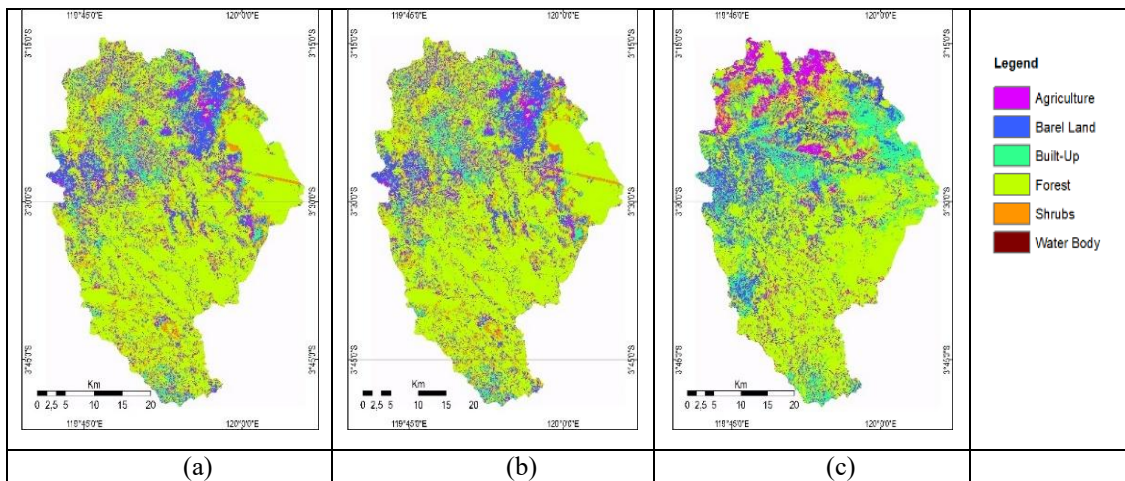 119°45'0"E 120°0'0"E
3°15'0"S 3°15'0"S
3°30'0"S 3°30'0"S
3°45'0"S 3°45'0"S
Km
0 2,5 5 10 15 20
119°45'0"E 120°0'0"E
119°45'0"E 120°0'0"E
3°15'0"S 3°15'0"S
3°30'0"S 3°30'0"S
3°45'0"S
Km
0 2,5 5 10 15 20
119°45'0"E 120°0'0"E
119°45'0"E 120°0'0"E
3°15'0"S 3°15'0"S
3°30'0"S 3°30'0"S
3°45'0"S 3°45'0"S
Km
0 2,5 5 10 15 20
119°45'0"E 120°0'0"E
Legend
Agriculture
Barel Land
Built-Up
Forest
Shrubs
Water Body
(a) (b) (c)